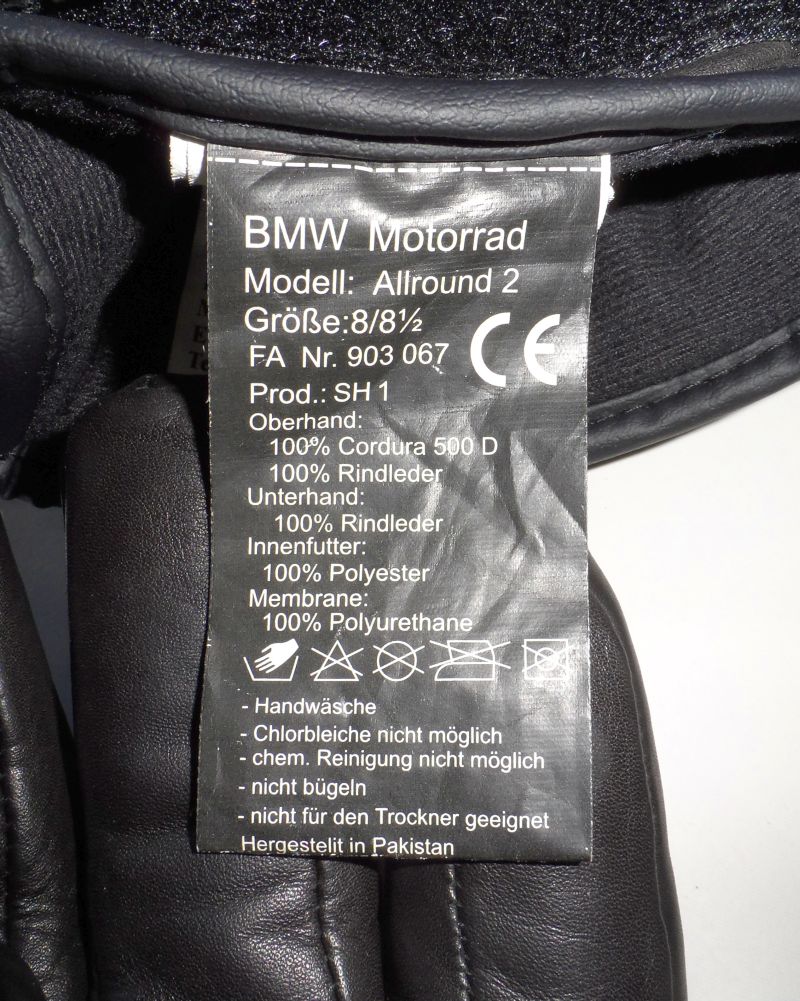 BMW Motorrad
Modell: Allround 2
Größe:8/8½
FA Nr. 903 067
CE
Prod.: SH 1
Oberhand:
100% Cordura 500 D
100% Rindleder
Unterhand:
100% Rindleder
Innenfutter:
100% Polyester
Membrane:
100% Polyurethane
- Handwäsche
- Chlorbleiche nicht möglich
- chem. Reinigung nicht möglich
- nicht bügeln
- nicht für den Trockner geeignet
Hergestelit in Pakistan